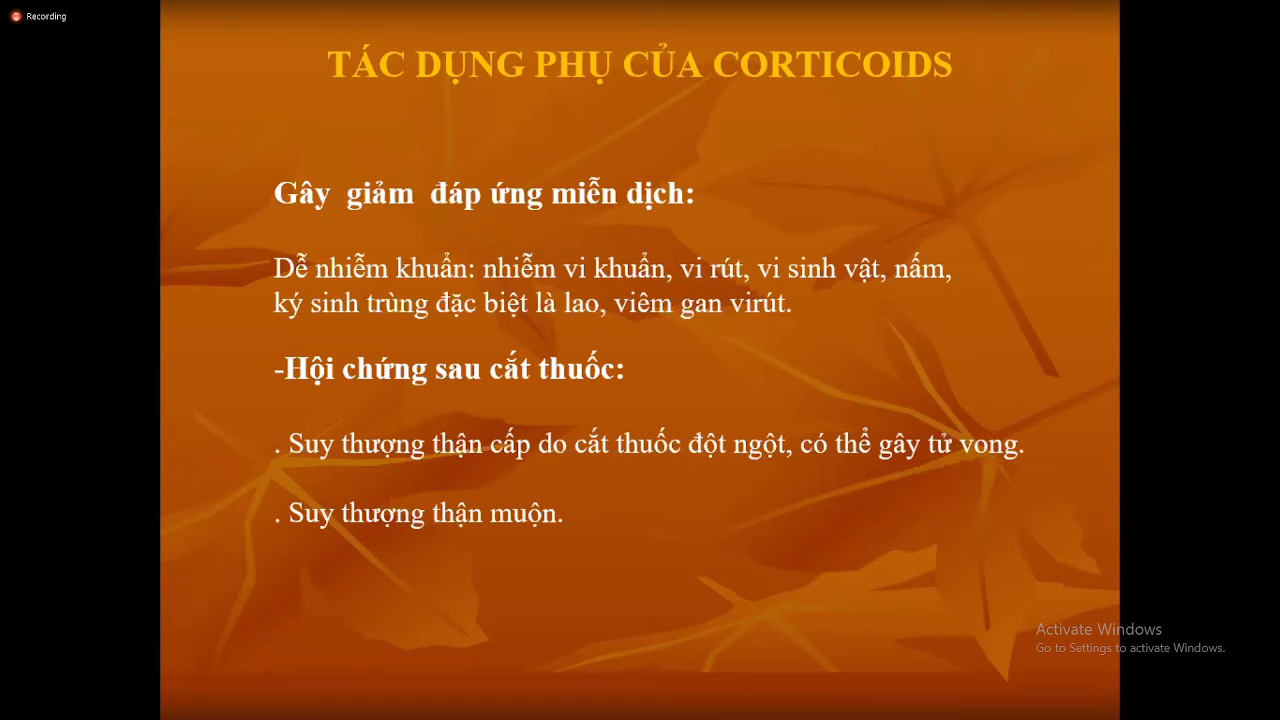 Recording
TÁC DỤNG PHỤ CỦA CORTICOIDS
Gây giảm đáp ứng miễn dịch:
Dễ nhiễm khuẩn: nhiễm vi khuẩn, vi rút, vi sinh vật, nấm,
ký sinh trùng đặc biệt là lao, viêm gan virút.
-Hội chứng sau cắt thuốc:
. Suy thượng thận cấp do cắt thuốc đột ngột, có thể gây tử vong.
. Suy thượng thận muộn.
Activate Windows
Go to Settings to activate Windows.